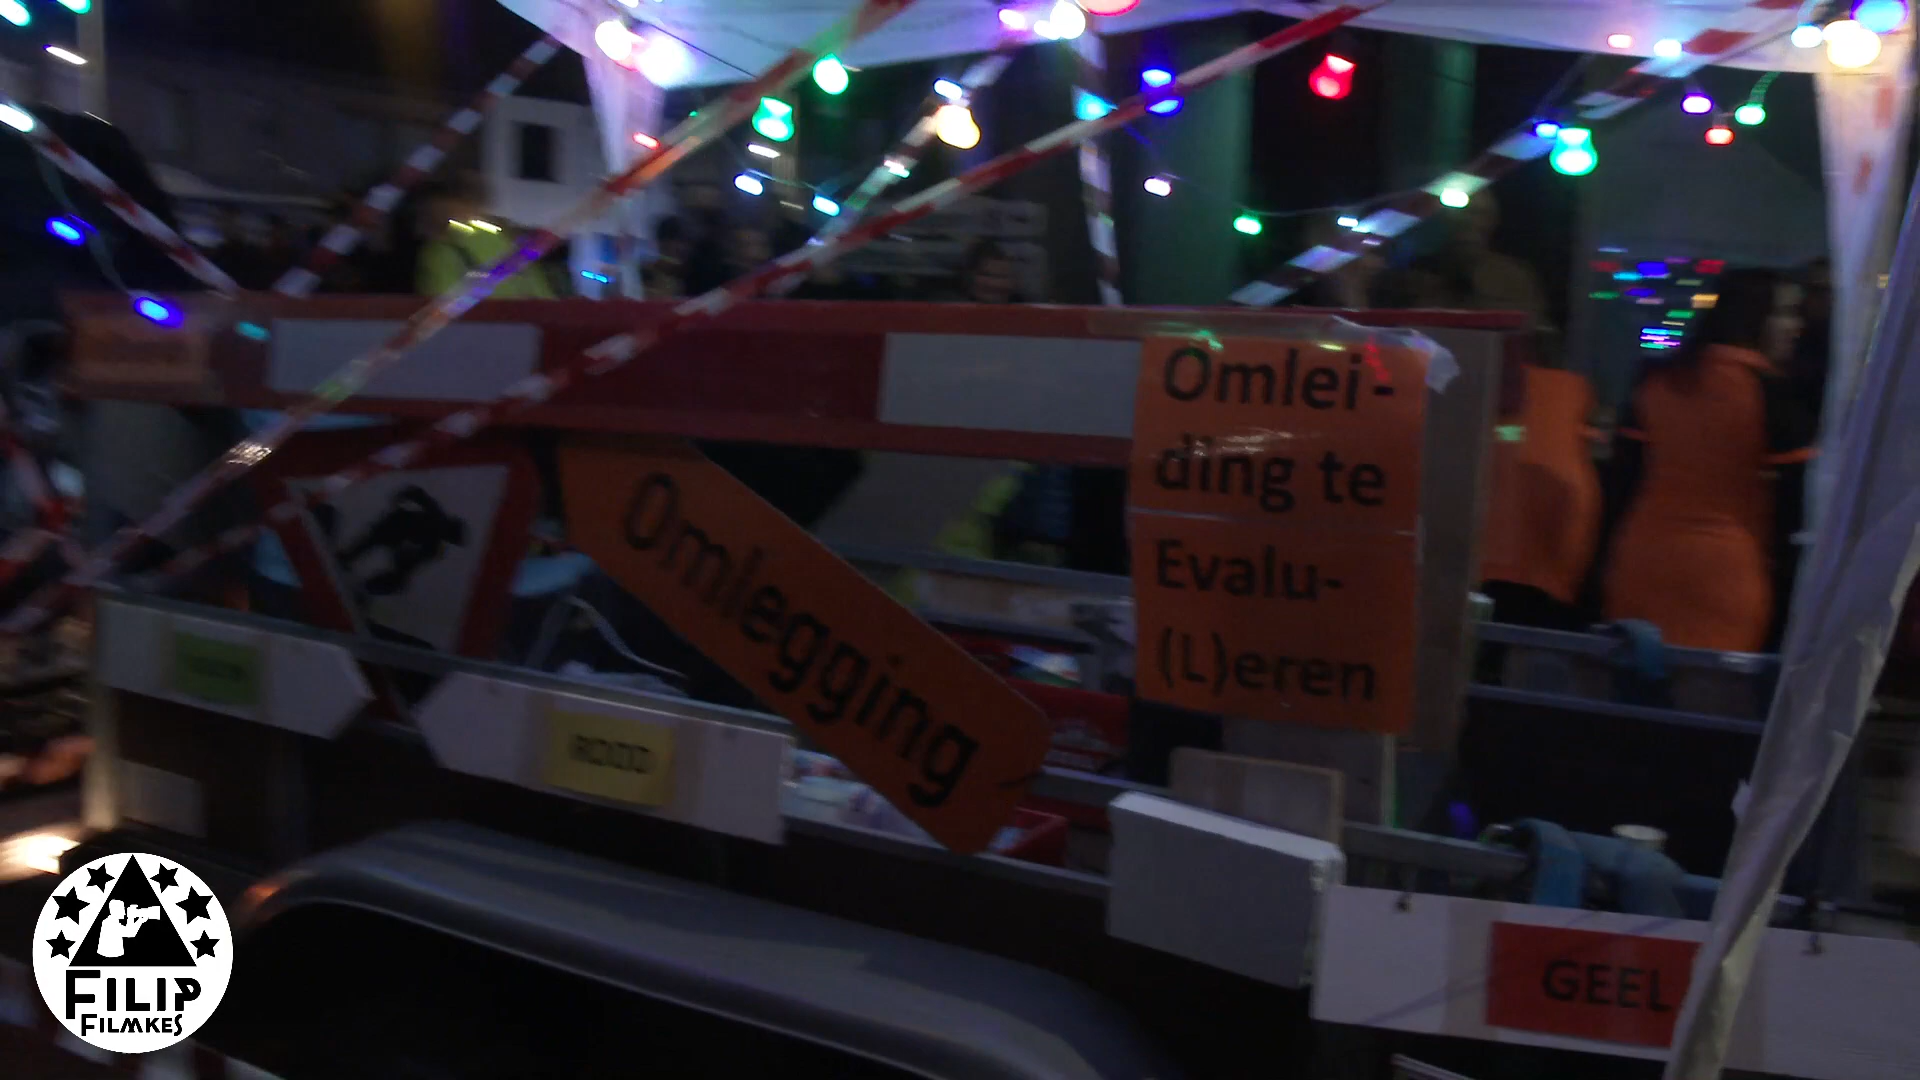 Omlei-
ding te
Evalu-
(L)eren
Omlegging
ROOD
GEEL
FILIP
FILMKES